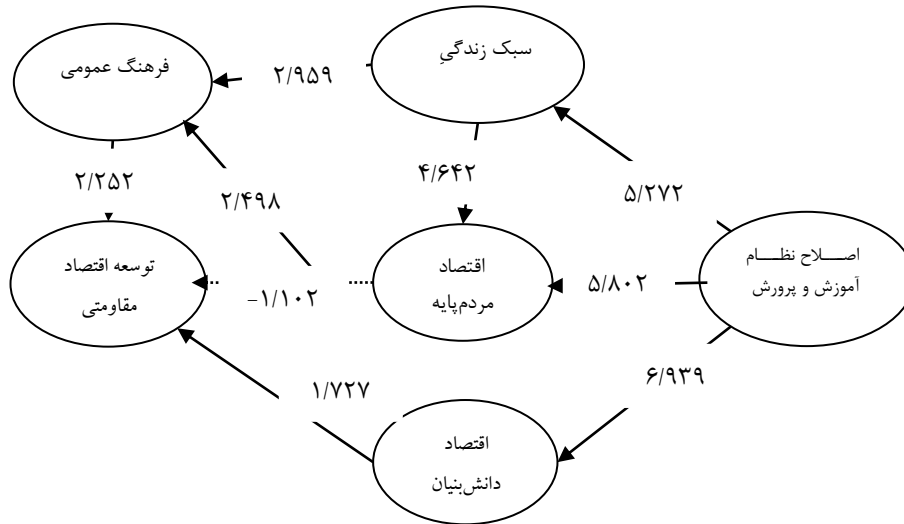 سبک زندگیِ
فرهنگ عمومی
۲/۹۵۹
۴/۶۴۲
۲/۲۵۲
۲/۴۹۸
۵/۲۷۲
اصـــلاح نظـــام
آموزش و پرورش
اقتصاد
مردم‌پایه
توسعه اقتصاد
مقاومتی
۵/۸۰۲
-۱/۱۰۲
۶/۹۳۹
۱/۷۲۷
اقتصاد
دانش‌بنیان